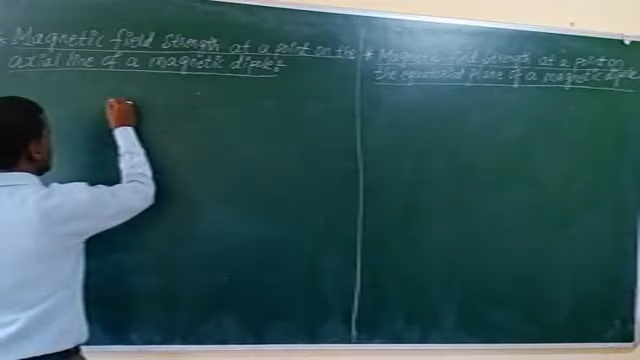 * Magnetic field Strength at a point on the
axial line of a magnetic dipole:
* Magnetic field strength at a point on
the equatorial plane of a magnetic dipole